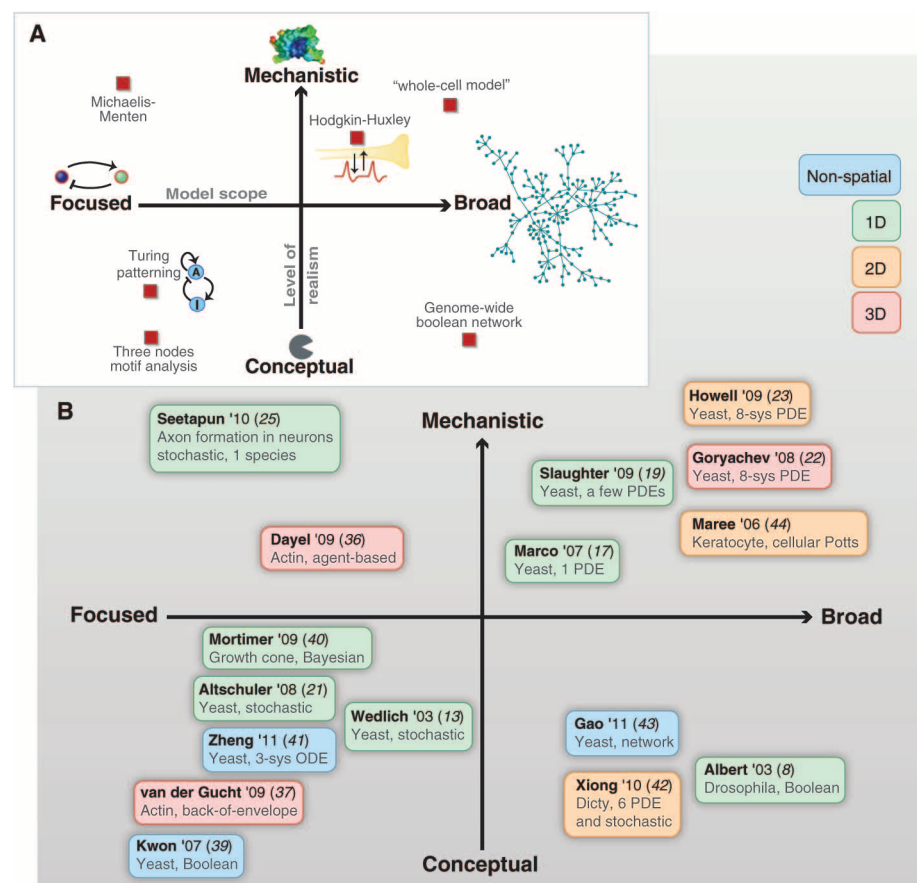 A
Mechanistic
Michaelis-
Menten
"whole-cell model"
Hodgkin-Huxley
Focused
Model scope
Broad
Turing
patterning
A
I
Level of
realism
Three nodes
motif analysis
Genome-wide
boolean network
Conceptual
Non-spatial
1D
2D
3D
B
Mechanistic
Seetapun '10 (25)
Axon formation in neurons
stochastic, 1 species
Howell '09 (23)
Yeast, 8-sys PDE
Slaughter '09 (19)
Yeast, a few PDEs
Goryachev '08 (22)
Yeast, 8-sys PDE
Dayel '09 (36)
Actin, agent-based
Marco '07 (17)
Yeast, 1 PDE
Maree '06 (44)
Keratocyte, cellular Potts
Focused
Broad
Mortimer '09 (40)
Growth cone, Bayesian
Altschuler '08 (21)
Yeast, stochastic
Wedlich '03 (13)
Yeast, stochastic
Zheng '11 (41)
Yeast, 3-sys ODE
Gao '11 (43)
Yeast, network
van der Gucht '09 (37)
Actin, back-of-envelope
Xiong '10 (42)
Dicty, 6 PDE
and stochastic
Albert '03 (8)
Drosophila, Boolean
Kwon '07 (39)
Yeast, Boolean
Conceptual